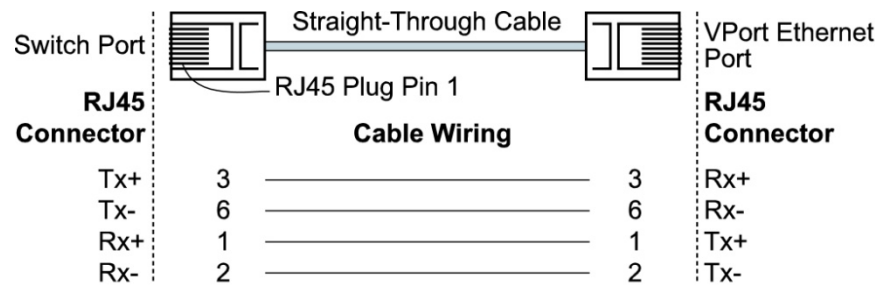 Straight-Through Cable
Switch Port
VPort Ethernet
Port
RJ45 Plug Pin 1
RJ45
Connector
Cable Wiring
RJ45
Connector
Tx+ 3 3 Rx+
Tx- 6 6 Rx-
Rx+ 1 1 Tx+
Rx- 2 2 Tx-